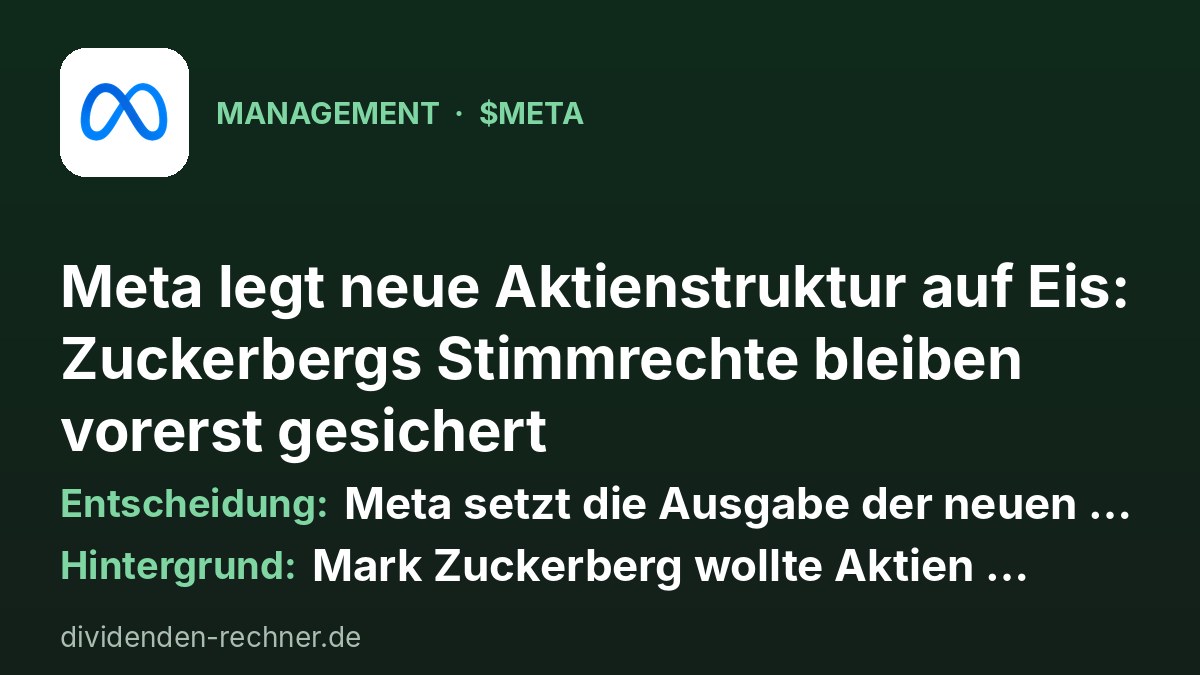 MANAGEMENT · $META
Meta legt neue Aktienstruktur auf Eis:
Zuckerbergs Stimmrechte bleiben
vorerst gesichert
Entscheidung: Meta setzt die Ausgabe der neuen ...
Hintergrund: Mark Zuckerberg wollte Aktien ...
dividenden-rechner.de